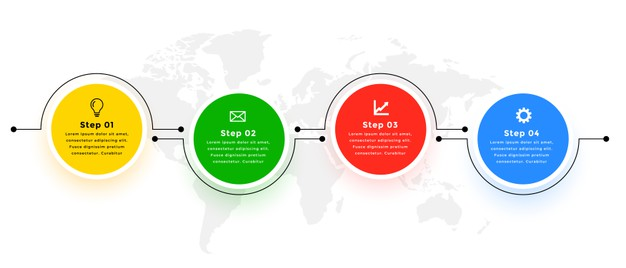 Step 01
Lorem ipsum dolor sit amet,
consectetur adipiscing elit.
Fusce dignissim pretium
consectetur. Curabitur
Step 02
Lorem ipsum dolor sit amet,
consectetur adipiscing elit.
Fusce dignissim pretium
consectetur. Curabitur
Step 03
Lorem ipsum dolor sit amet,
consectetur adipiscing elit.
Fusce dignissim pretium
consectetur. Curabitur
Step 04
Lorem ipsum dolor sit amet,
consectetur adipiscing elit.
Fusce dignissim pretium
consectetur. Curabitur